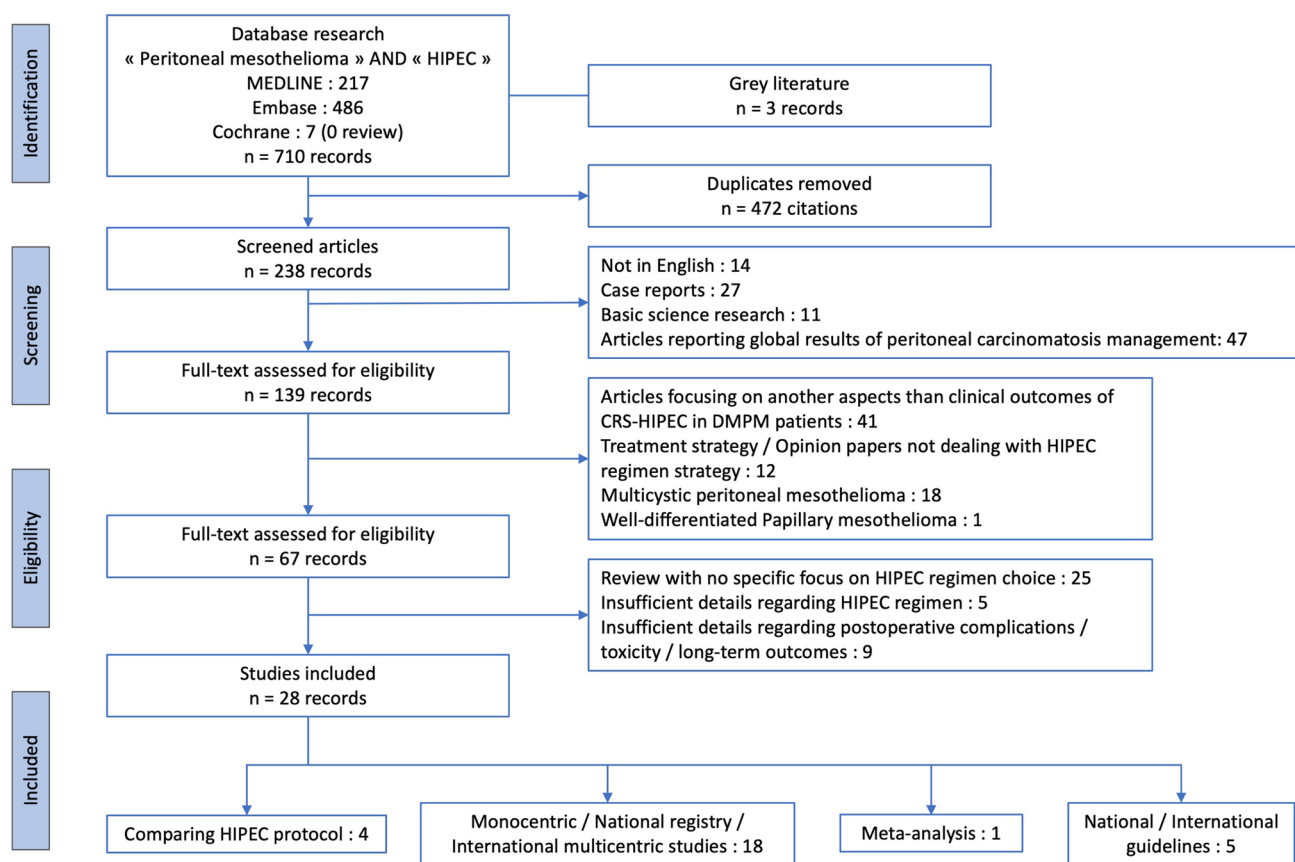 Identification
Database research
« Peritoneal mesothelioma » AND « HIPEC »
MEDLINE : 217
Embase : 486
Cochrane : 7 (0 review)
n = 710 records
Grey literature
n = 3 records
Duplicates removed
n = 472 citations
Screening
Screened articles
n = 238 records
Not in English : 14
Case reports : 27
Basic science research : 11
Articles reporting global results of peritoneal carcinomatosis management: 47
Full-text assessed for eligibility
n = 139 records
Articles focusing on another aspects than clinical outcomes of
CRS-HIPEC in DMPM patients : 41
Treatment strategy / Opinion papers not dealing with HIPEC
regimen strategy : 12
Multicystic peritoneal mesothelioma : 18
Well-differentiated Papillary mesothelioma : 1
Eligibility
Full-text assessed for eligibility
n = 67 records
Review with no specific focus on HIPEC regimen choice : 25
Insufficient details regarding HIPEC regimen : 5
Insufficient details regarding postoperative complications /
toxicity / long-term outcomes : 9
Studies included
n = 28 records
Included
Comparing HIPEC protocol : 4
Monocentric / National registry /
International multicentric studies : 18
Meta-analysis : 1
National / International
guidelines : 5